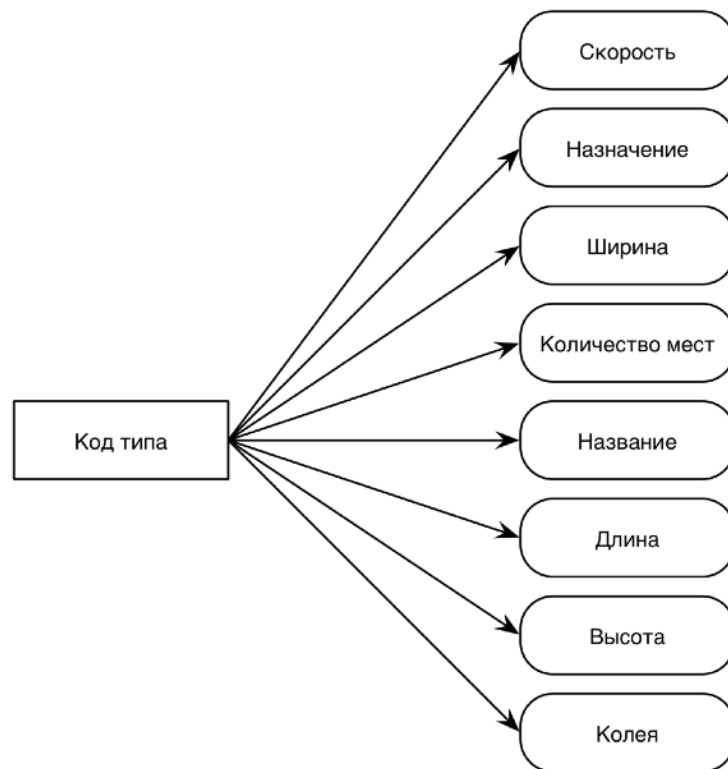 Скорость
Назначение
Ширина
Количество мест
Код типа
Название
Длина
Высота
Колея